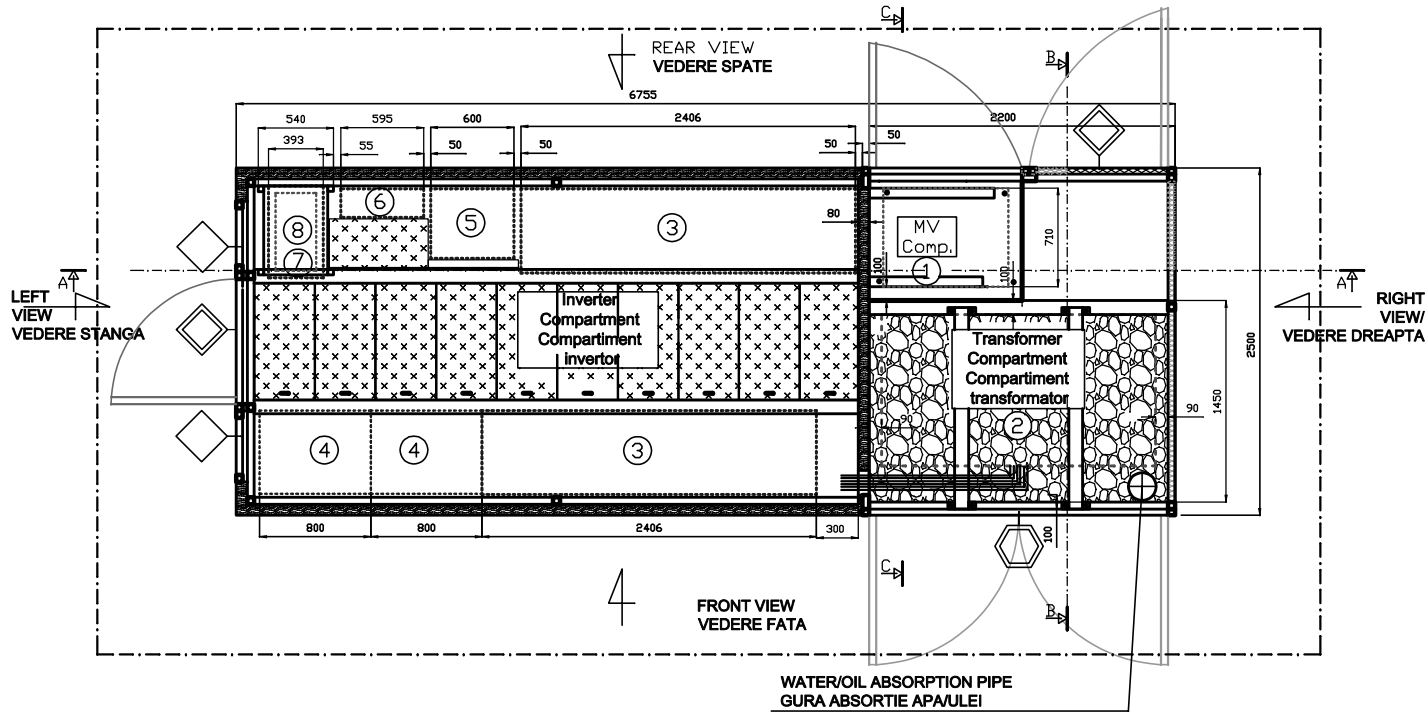 C
REAR VIEW
VEDERE SPATE
B
6755
540
595
600
2406
2200
393
55
50
50
50
50
8
7
6
5
3
80
MV
Comp.
1
710
100
100
A
A
LEFT
VIEW
VEDERE STANGA
RIGHT
VIEW/
VEDERE DREAPTA
Inverter
Compartment
Compartiment
invertor
Transformer
Compartment
Compartiment
transformator
2
2500
1450
90
90
4
4
3
800
800
2406
300
100
C
B
FRONT VIEW
VEDERE FATA
WATER/OIL ABSORPTION PIPE
GURA ABSORTIE APA/ULEI